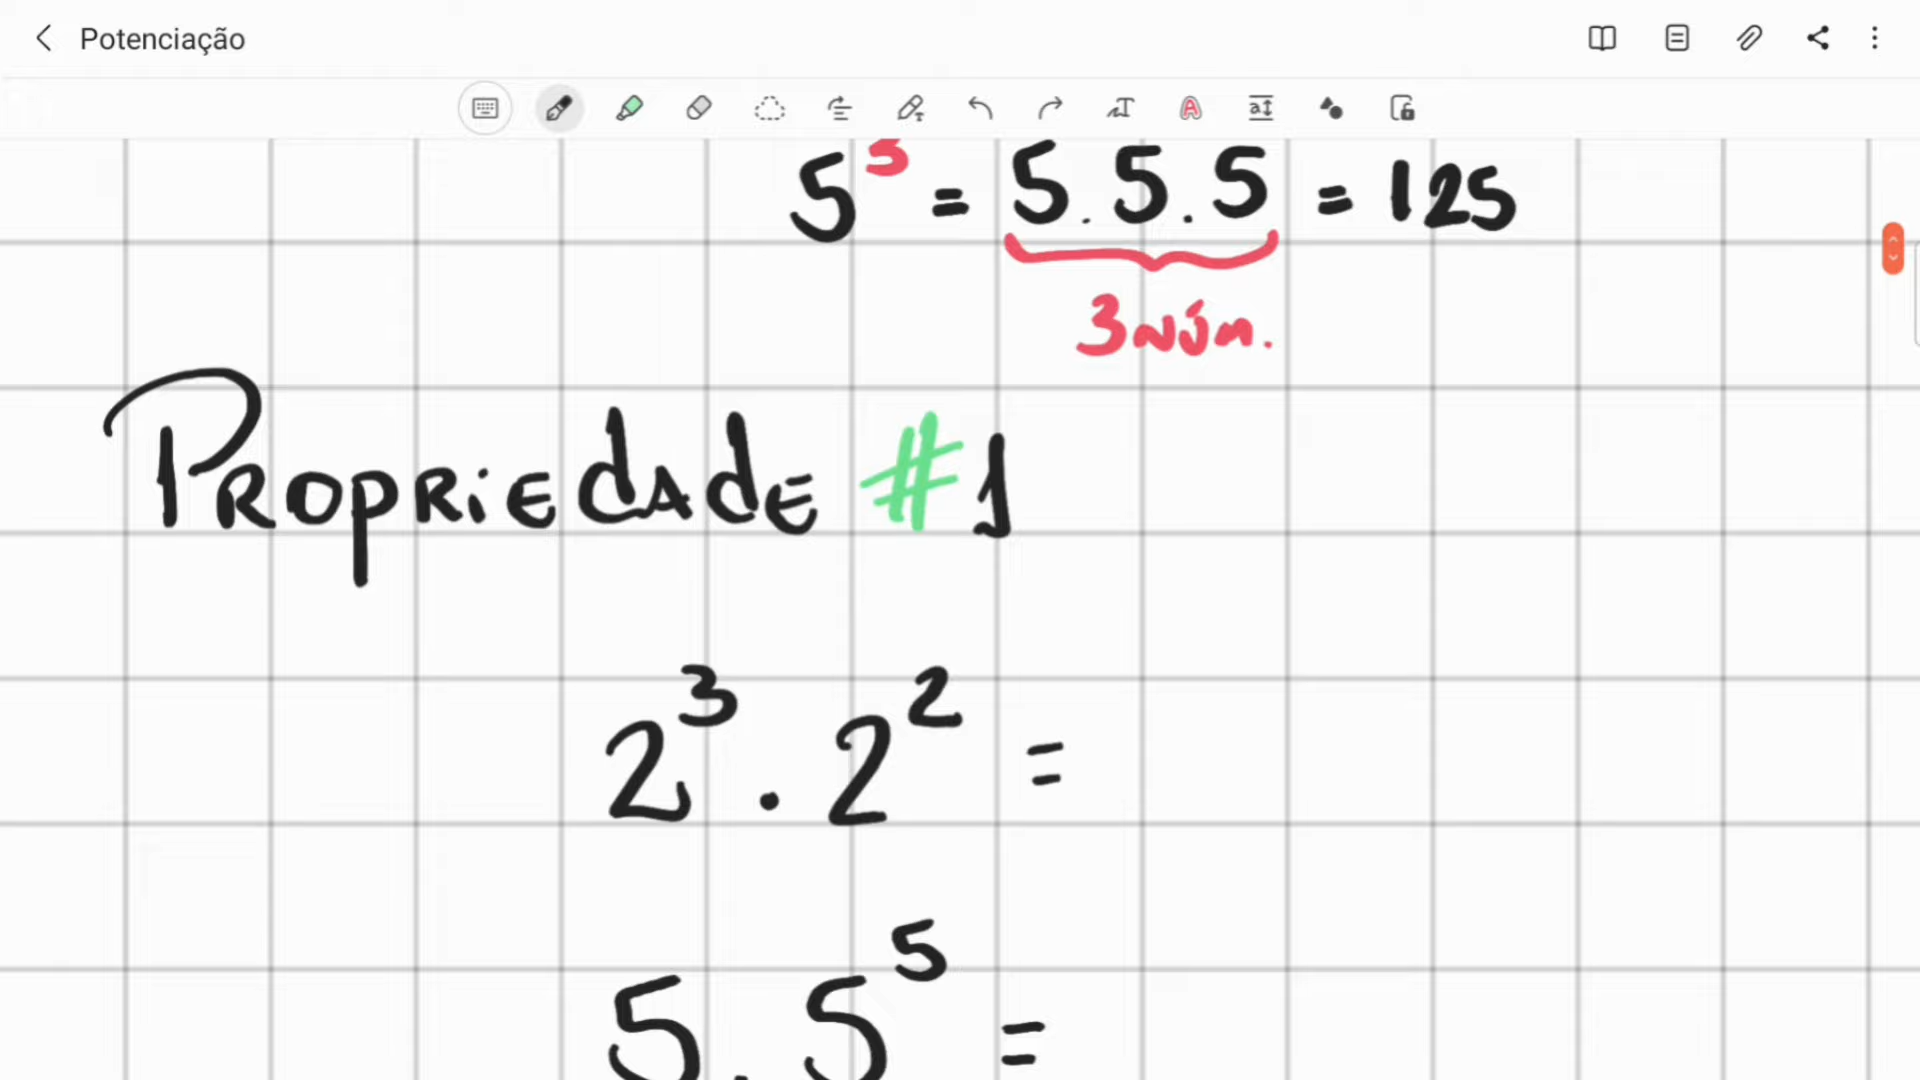 Potenciação
5³ = 5.5.5 = 125
3 NÚM.
PROPRIEdAdE #1
2³ . 2² =
5 . 5⁵ =